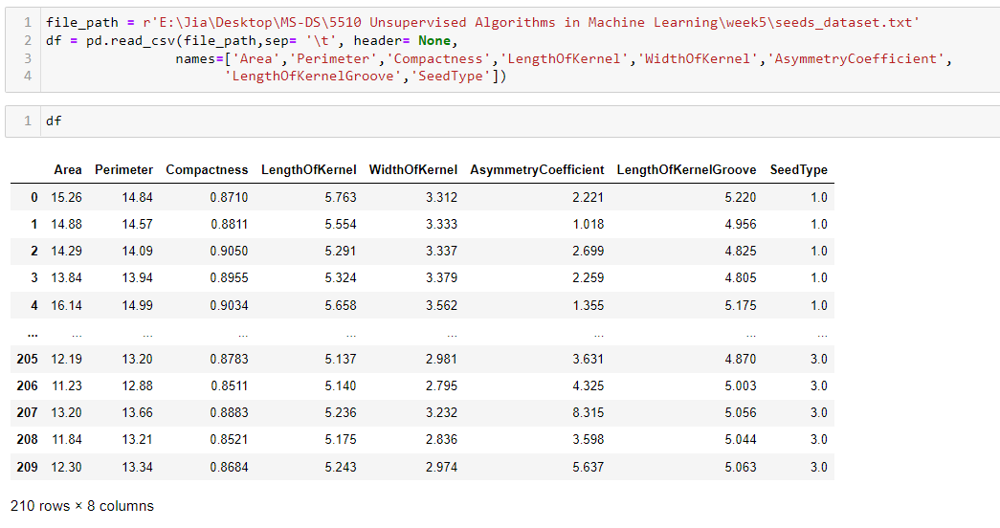 1 file_path = r'E:\Jia\Desktop\MS-DS\5510 Unsupervised Algorithms in Machine Learning\week5\seeds_dataset.txt'
2 df = pd.read_csv(file_path,sep= '\t', header= None,
3 names=['Area','Perimeter','Compactness','LengthOfKernel','WidthOfKernel','AsymmetryCoefficient',
4 'LengthOfKernelGroove','SeedType'])
1 df
Area Perimeter Compactness LengthOfKernel WidthOfKernel AsymmetryCoefficient LengthOfKernelGroove SeedType
0 15.26 14.84 0.8710 5.763 3.312 2.221 5.220 1.0
1 14.88 14.57 0.8811 5.554 3.333 1.018 4.956 1.0
2 14.29 14.09 0.9050 5.291 3.337 2.699 4.825 1.0
3 13.84 13.94 0.8955 5.324 3.379 2.259 4.805 1.0
4 16.14 14.99 0.9034 5.658 3.562 1.355 5.175 1.0
... ... ... ... ... ... ... ... ...
205 12.19 13.20 0.8783 5.137 2.981 3.631 4.870 3.0
206 11.23 12.88 0.8511 5.140 2.795 4.325 5.003 3.0
207 13.20 13.66 0.8883 5.236 3.232 8.315 5.056 3.0
208 11.84 13.21 0.8521 5.175 2.836 3.598 5.044 3.0
209 12.30 13.34 0.8684 5.243 2.974 5.637 5.063 3.0
210 rows × 8 columns